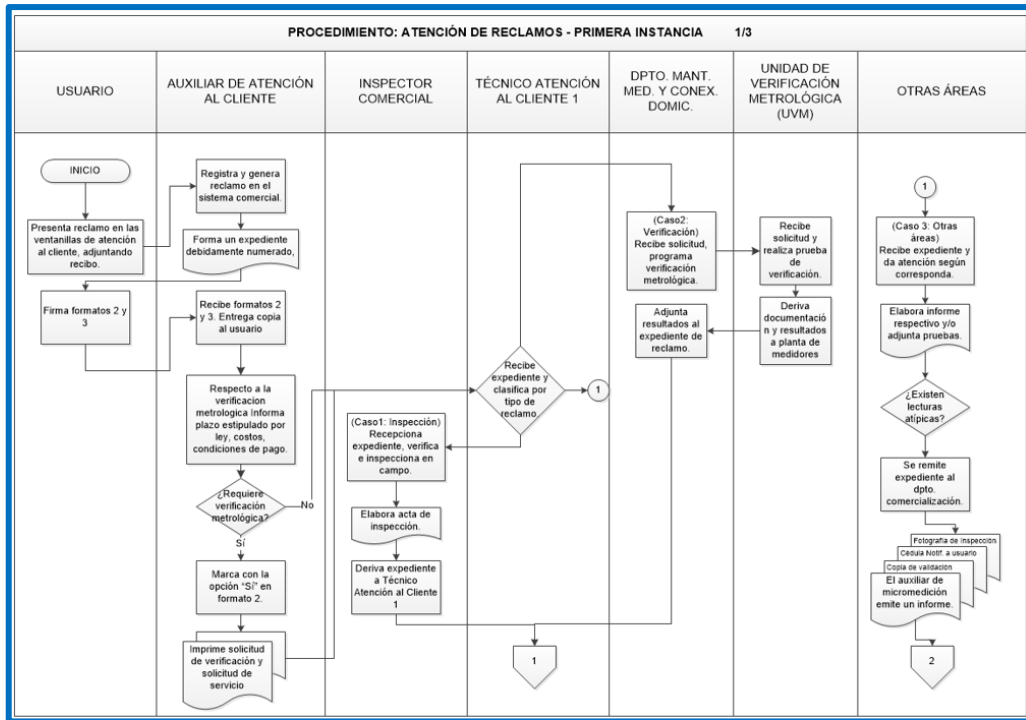 PROCEDIMIENTO: ATENCIÓN DE RECLAMOS - PRIMERA INSTANCIA 1/3
USUARIO
AUXILIAR DE ATENCIÓN
AL CLIENTE
INSPECTOR
COMERCIAL
TÉCNICO ATENCIÓN
AL CLIENTE 1
DPTO. MANT.
MED. Y CONEX.
DOMIC.
UNIDAD DE
VERIFICACIÓN
METROLÓGICA
(UVM)
OTRAS ÁREAS
INICIO
Presenta reclamo en las
ventanillas de atención
al cliente, adjuntando
recibo.
Firma formatos 2 y
3
Registra y genera
reclamo en el
sistema comercial.
Forma un expediente
debidamente numerado,
Recibe formatos 2
y 3. Entrega copia
al usuario
Respecto a la
verificacion
metrologica Informa
plazo estipulado por
ley, costos,
condiciones de pago.
¿Requiere
verificación
metrológica?
No
Sí
Marca con la
opción "Sí" en
formato 2.
Imprime solicitud
de verificación y
solicitud de
servicio
(Caso1: Inspección)
Recepciona
expediente, verifica
e inspecciona en
campo.
Elabora acta de
inspección.
Deriva expediente
a Técnico
Atención al Cliente
1
Recibe
expediente y
clasifica por
tipo de
reclamo.
1
1
(Caso2:
Verificación)
Recibe solicitud,
programa
verificación
metrológica.
Adjunta
resultados al
expediente de
reclamo.
Recibe
solicitud y
realiza prueba
de
verificación.
Deriva
documentació
n y resultados
a planta de
medidores
1
(Caso 3: Otras
áreas)
Recibe expediente y
da atención según
corresponda.
Elabora informe
respectivo y/o
adjunta pruebas.
¿Existen
lecturas
atípicas?
Se remite
expediente al
dpto.
comercialización.
Fotografía de Inspección
Cédula Notif. a usuario
Copia de validación
El auxiliar de
micromedición
emite un informe.
2